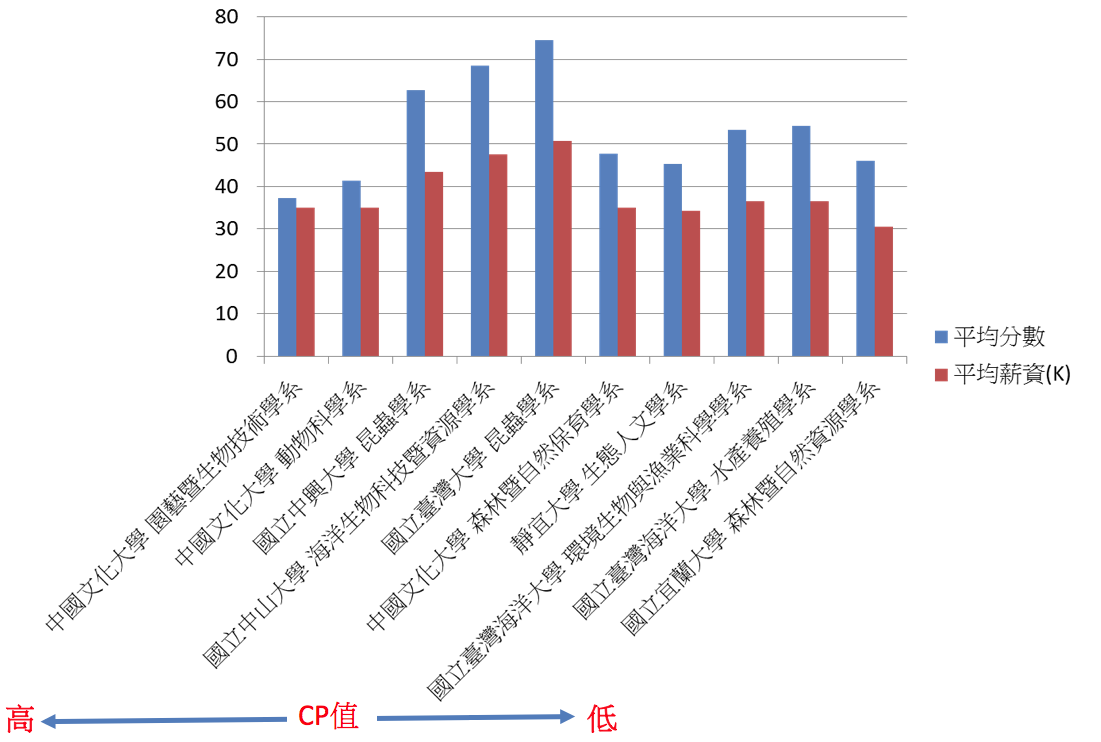 80
70
60
50
40
30
20
10
0
平均分數
平均薪資(K)
中國文化大學 園藝暨生物技術學系
中國文化大學 動物科學系
國立中興大學 昆蟲學系
國立中山大學 海洋生物科技暨資源學系
國立臺灣大學 昆蟲學系
中國文化大學 森林暨自然保育學系
靜宜大學 生態人文學系
國立臺灣海洋大學 環境生物與漁業科學學系
國立臺灣海洋大學 水產養殖學系
國立宜蘭大學 森林暨自然資源學系
高 CP值 低